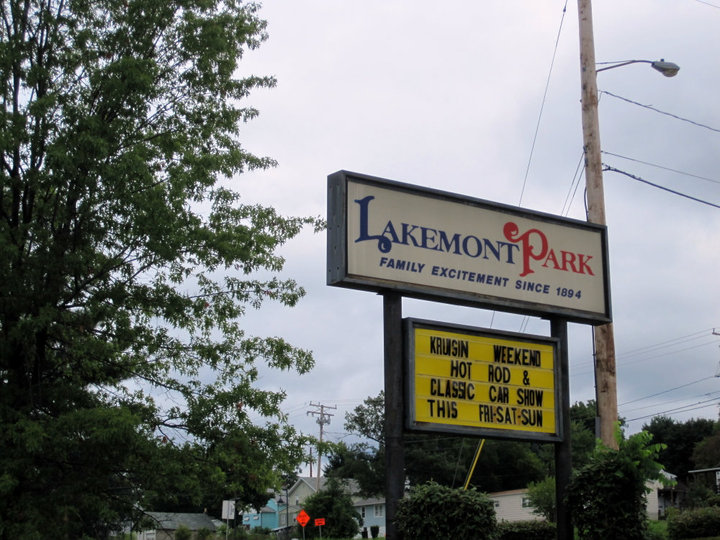 LAKEMONT PARK
FAMILY EXCITEMENT SINCE 1894
KRUISIN WEEKEND
HOT ROD &
CLASSIC CAR SHOW
THIS FRI-SAT-SUN